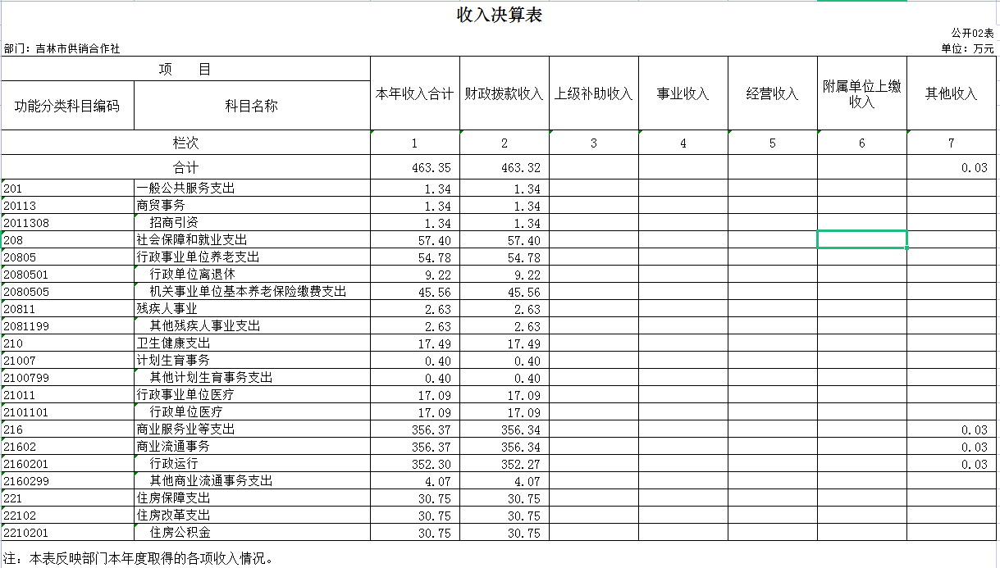 收入决算表
公开02表
部门：吉林市供销合作社 单位：万元
项 目 本年收入合计 财政拨款收入 上级补助收入 事业收入 经营收入 附属单位上缴收入 其他收入
功能分类科目编码 科目名称
栏次 1 2 3 4 5 6 7
合计 463.35 463.32 0.03
201 一般公共服务支出 1.34 1.34
20113 商贸事务 1.34 1.34
2011308 招商引资 1.34 1.34
208 社会保障和就业支出 57.40 57.40
20805 行政事业单位养老支出 54.78 54.78
2080501 行政单位离退休 9.22 9.22
2080505 机关事业单位基本养老保险缴费支出 45.56 45.56
20811 残疾人事业 2.63 2.63
2081199 其他残疾人事业支出 2.63 2.63
210 卫生健康支出 17.49 17.49
21007 计划生育事务 0.40 0.40
2100799 其他计划生育事务支出 0.40 0.40
21011 行政事业单位医疗 17.09 17.09
2101101 行政单位医疗 17.09 17.09
216 商业服务业等支出 356.37 356.34 0.03
21602 商业流通事务 356.37 356.34 0.03
2160201 行政运行 352.30 352.27 0.03
2160299 其他商业流通事务支出 4.07 4.07
221 住房保障支出 30.75 30.75
22102 住房改革支出 30.75 30.75
2210201 住房公积金 30.75 30.75
注：本表反映部门本年度取得的各项收入情况。